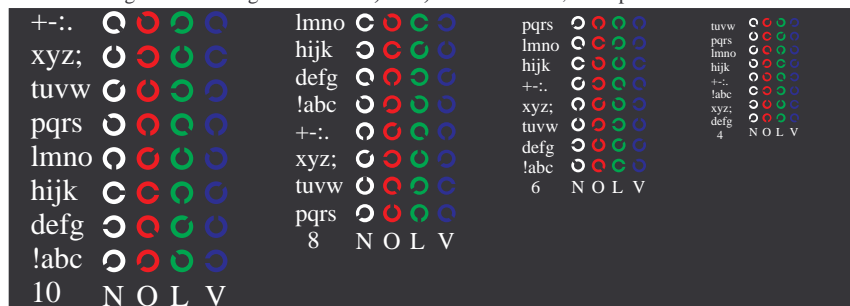 +-:.
xyz;
tuvw
pqrs
lmno
hijk
defg
!abc
10 N O L V
lmno
hijk
defg
!abc
+-:.
xyz;
tuvw
pqrs
8 N O L V
pqrs
lmno
hijk
+-:.
xyz;
tuvw
defg
!abc
6 N O L V
tuvw
pqrs
lmno
hijk
+-:.
!abc
xyz;
defg
4 N O L V